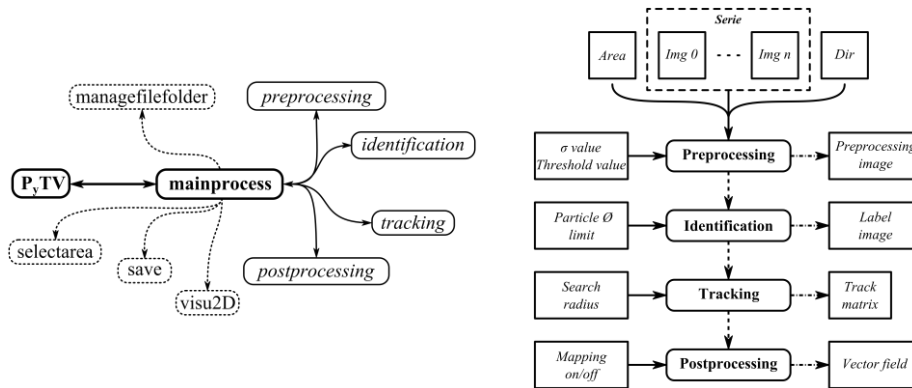 managefilefolder
preprocessing
identification
PyTV
mainprocess
tracking
selectarea
save
postprocessing
visu2D
Serie
Area
Img 0
Img n
Dir
σ value
Threshold value
Preprocessing
Preprocessing
image
Particle Ø
limit
Identification
Label
image
Search
radius
Tracking
Track
matrix
Mapping
on/off
Postprocessing
Vector field